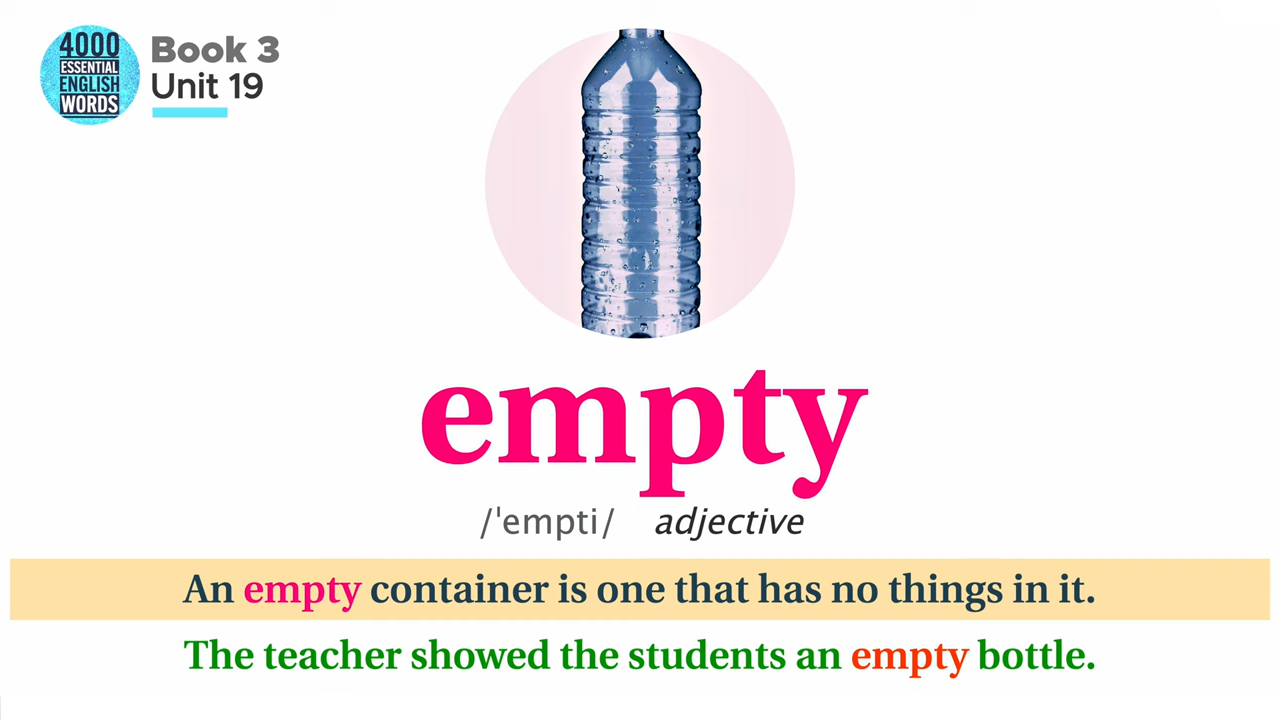 4000
ESSENTIAL
ENGLISH
WORDS
Book 3
Unit 19
empty
/ˈempti/ adjective
An empty container is one that has no things in it.
The teacher showed the students an empty bottle.